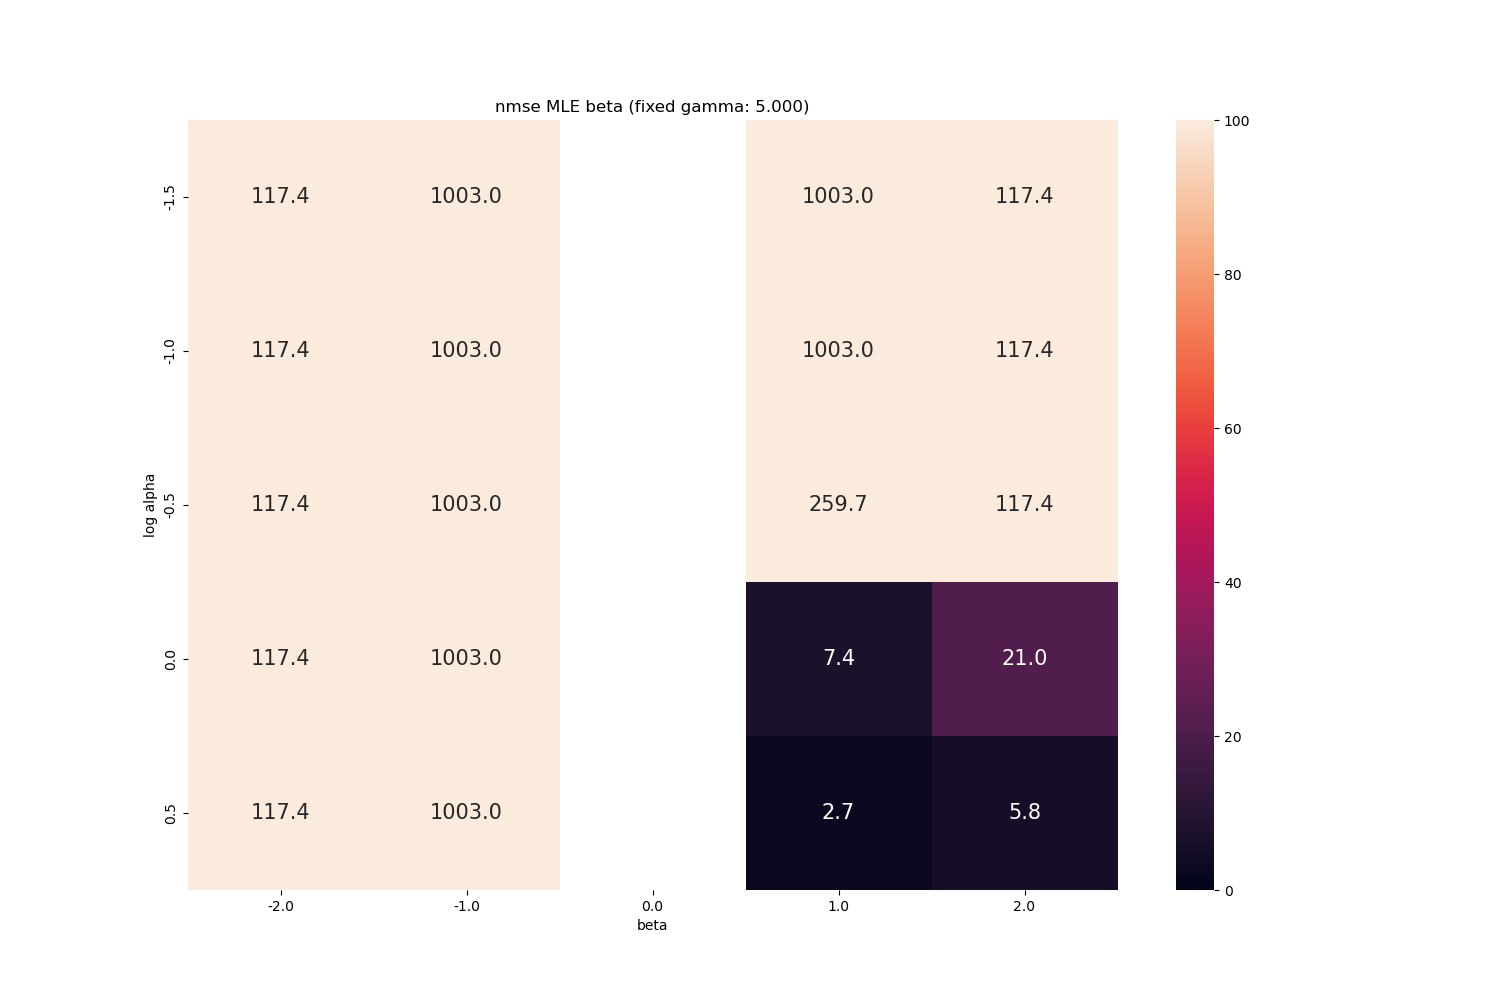 nmse MLE beta (fixed gamma: 5.000)
log alpha
-1.5 117.4 1003.0 1003.0 117.4
-1.0 117.4 1003.0 1003.0 117.4
-0.5 117.4 1003.0 259.7 117.4
0.0 117.4 1003.0 7.4 21.0
0.5 117.4 1003.0 2.7 5.8
-2.0 -1.0 0.0 1.0 2.0
beta
100
80
60
40
20
0